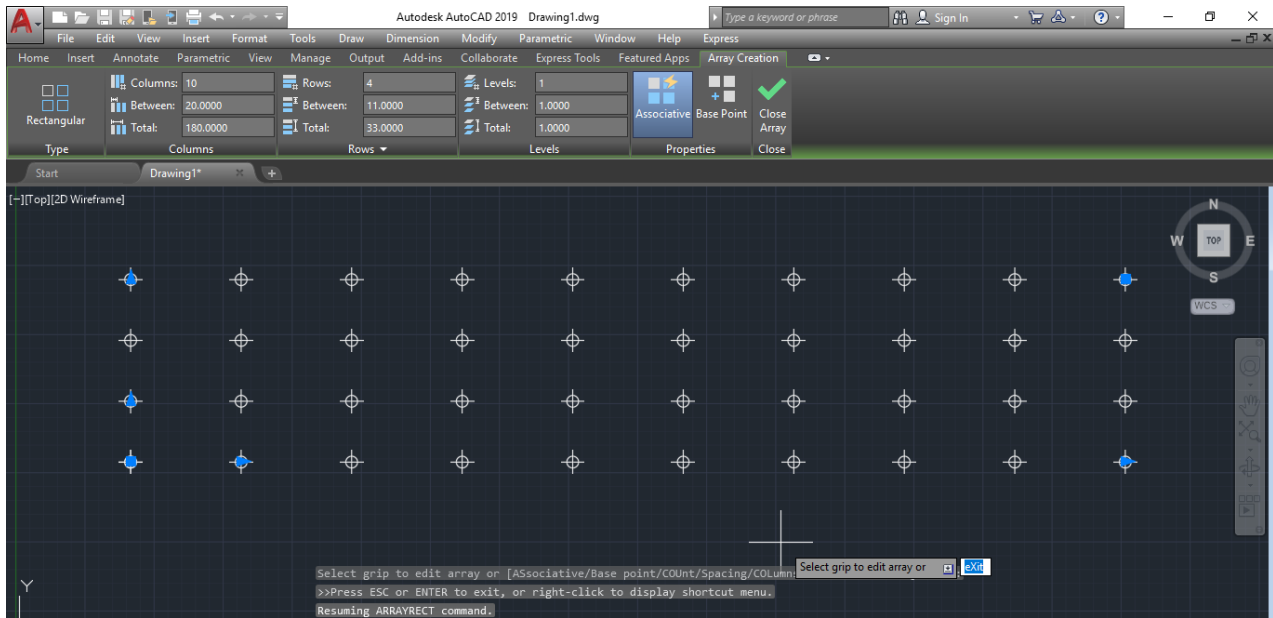 Autodesk AutoCAD 2019 Drawing1.dwg Type a keyword or phrase Sign In
File Edit View Insert Format Tools Draw Dimension Modify Parametric Window Help Express
Home Insert Annotate Parametric View Manage Output Add-ins Collaborate Express Tools Featured Apps Array Creation
Columns: 10 Rows: 4 Levels: 1
Between: 20.0000 Between: 11.0000 Between: 1.0000
Rectangular Associative Base Point Close Array
Total: 180.0000 Total: 33.0000 Total: 1.0000
Type Columns Rows Levels Properties Close
Start Drawing1* +
[−][Top][2D Wireframe]
N
W TOP E
S
WCS
Select grip to edit array or eXit
Select grip to edit array or [ASsociative/Base point/COUnt/Spacing/COLumns
Y
>>Press ESC or ENTER to exit, or right-click to display shortcut menu.
Resuming ARRAYRECT command.